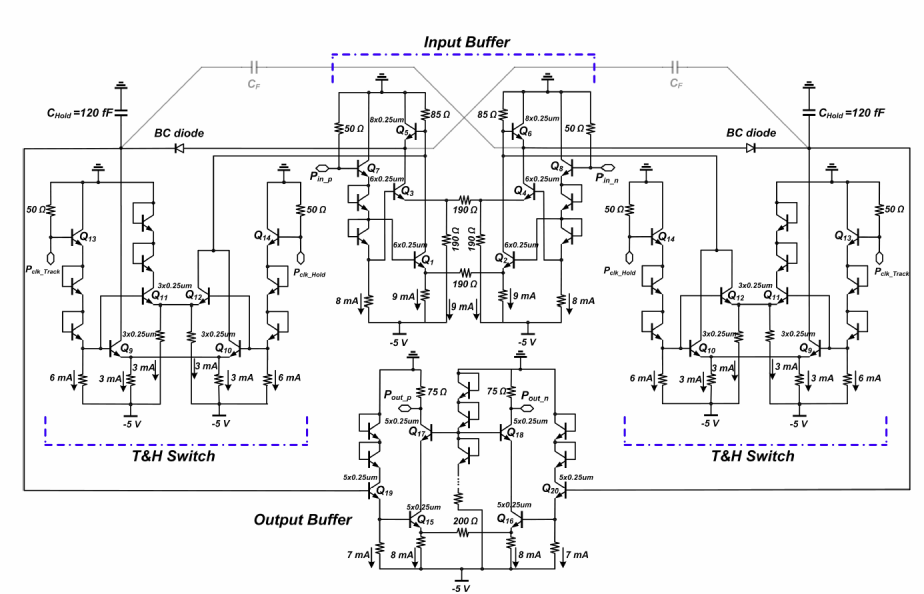 Input Buffer
C_F
C_F
C_Hold =120 fF
C_Hold =120 fF
BC diode
BC diode
50 Ω
8x0.25um
Q5
85 Ω
85 Ω
8x0.25um
Q6
50 Ω
P_in_p
Q7
6x0.25um
Q3
6x0.25um
Q4
Q8
P_in_n
190 Ω
190 Ω
190 Ω
190 Ω
6x0.25um
Q1
6x0.25um
Q2
8 mA
9 mA
9 mA
9 mA
9 mA
8 mA
-5 V
-5 V
50 Ω
Q13
P_clk_Track
50 Ω
Q14
P_clk_Hold
3x0.25um
Q11
Q12
3x0.25um
3x0.25um
Q9
Q10
6 mA
3 mA
3 mA
3 mA
3 mA
6 mA
-5 V
-5 V
T&H Switch
50 Ω
Q14
P_clk_Hold
50 Ω
Q13
P_clk_Track
3x0.25um
Q12
Q11
3x0.25um
3x0.25um
Q10
Q9
6 mA
3 mA
3 mA
3 mA
3 mA
6 mA
-5 V
-5 V
T&H Switch
P_out_p
75 Ω
75 Ω
P_out_n
5x0.25um
Q17
5x0.25um
Q18
5x0.25um
Q19
5x0.25um
Q20
5x0.25um
Q15
5x0.25um
Q16
200 Ω
Output Buffer
7 mA
8 mA
8 mA
7 mA
-5 V